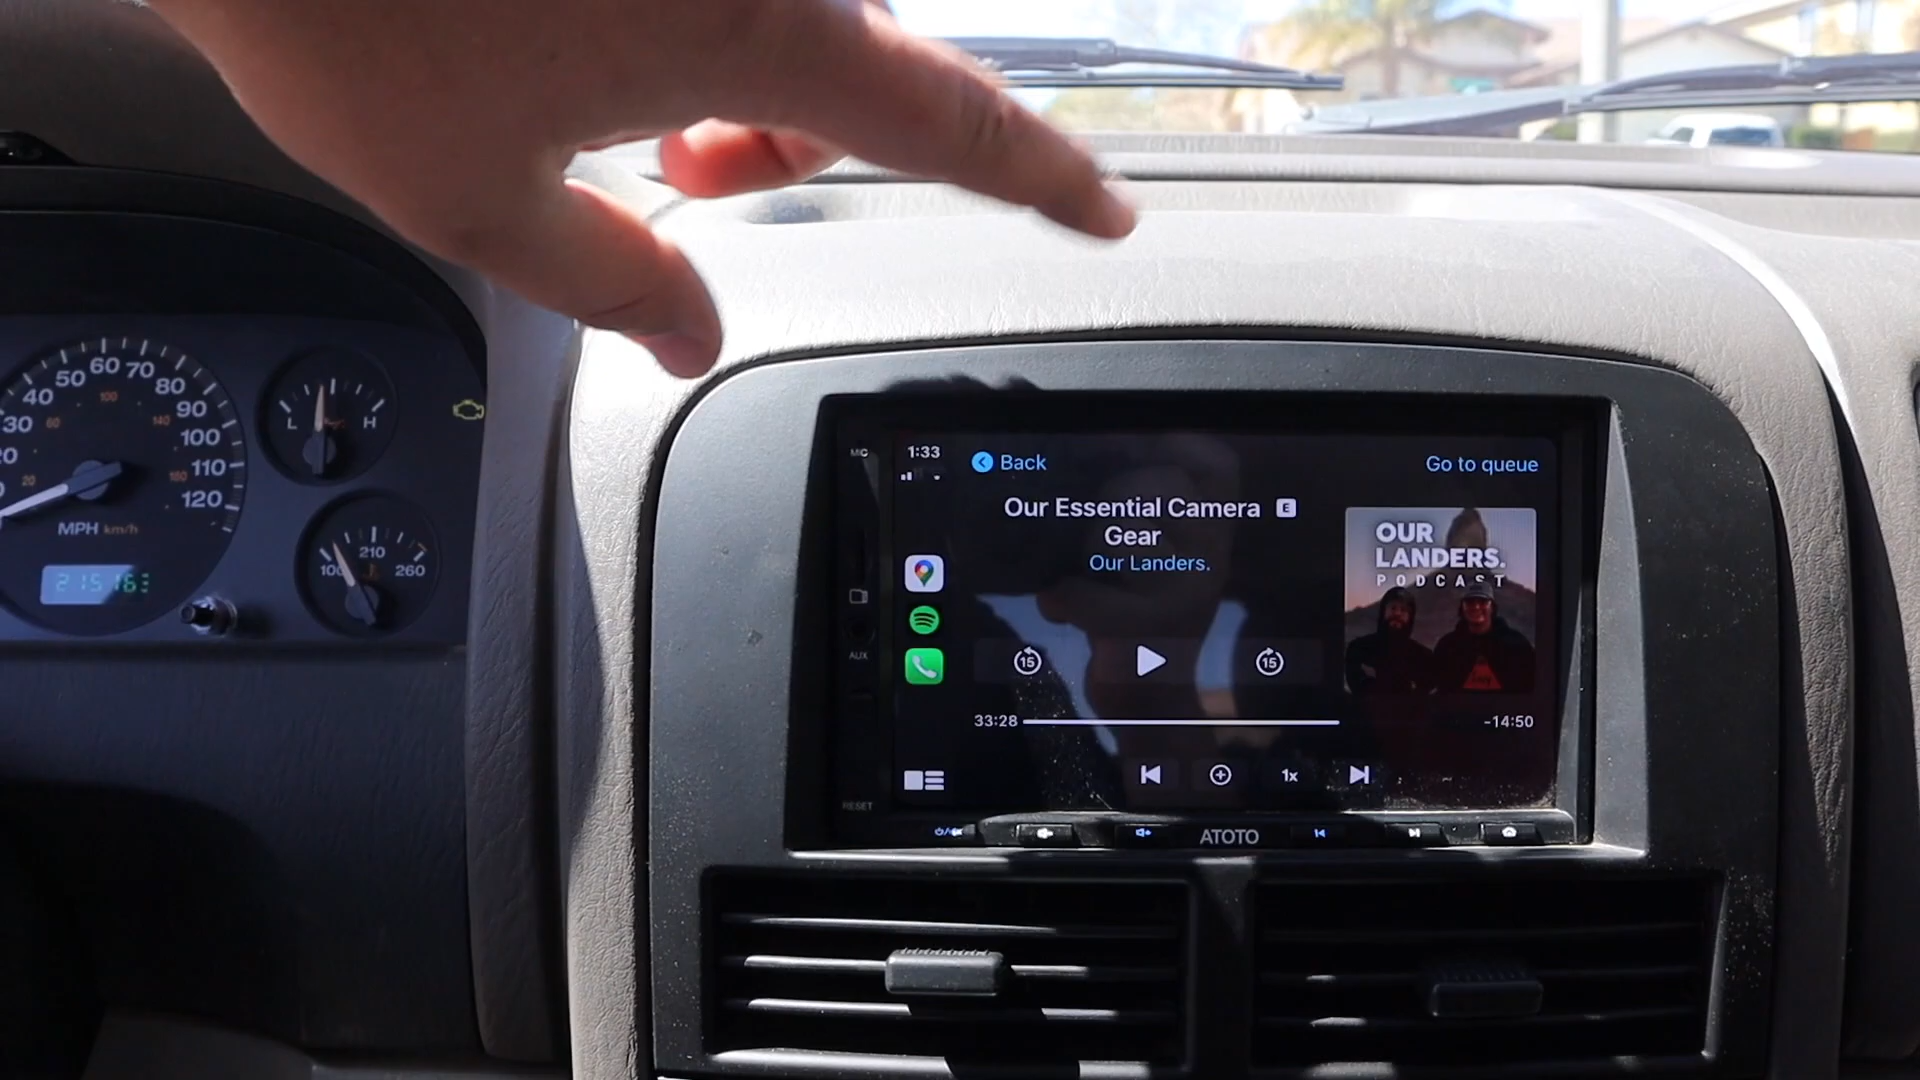 40
50
60
70
80
90
100
110
120
30
20
60
100
140
MPH km/h
L
H
210
260
MIC
AUX
RESET
1:33
Back
Go to queue
Our Essential Camera E
Gear
Our Landers.
OUR
LANDERS.
PODCAST
15
15
33:28
-14:50
1x
ATOTO